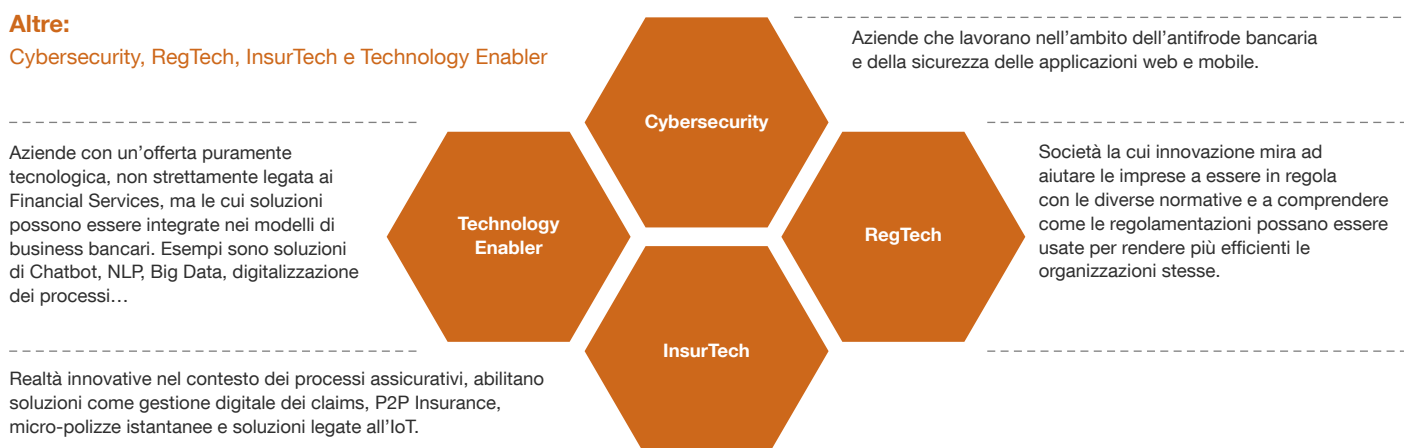 Altre:
Cybersecurity, RegTech, InsurTech e Technology Enabler
Aziende che lavorano nell’ambito dell’antifrode bancaria
e della sicurezza delle applicazioni web e mobile.
Cybersecurity
Aziende con un’offerta puramente
tecnologica, non strettamente legata ai
Financial Services, ma le cui soluzioni
possono essere integrate nei modelli di
business bancari. Esempi sono soluzioni
di Chatbot, NLP, Big Data, digitalizzazione
dei processi…
Technology
Enabler
RegTech
Società la cui innovazione mira ad
aiutare le imprese a essere in regola
con le diverse normative e a comprendere
come le regolamentazioni possano essere
usate per rendere più efficienti le
organizzazioni stesse.
InsurTech
Realtà innovative nel contesto dei processi assicurativi, abilitano
soluzioni come gestione digitale dei claims, P2P Insurance,
micro-polizze istantanee e soluzioni legate all’IoT.